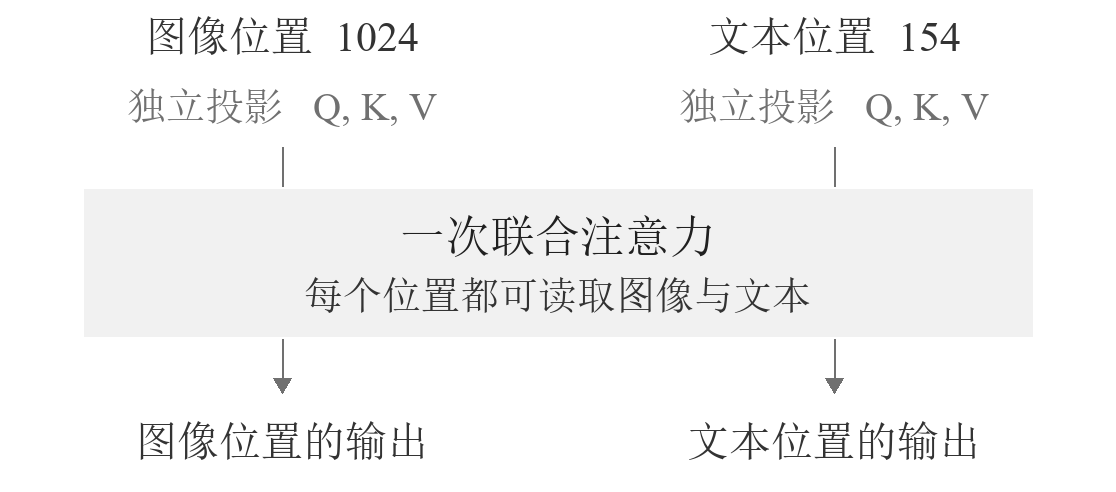 图像位置 1024
文本位置 154
独立投影 Q, K, V
独立投影 Q, K, V
一次联合注意力
每个位置都可读取图像与文本
图像位置的输出
文本位置的输出